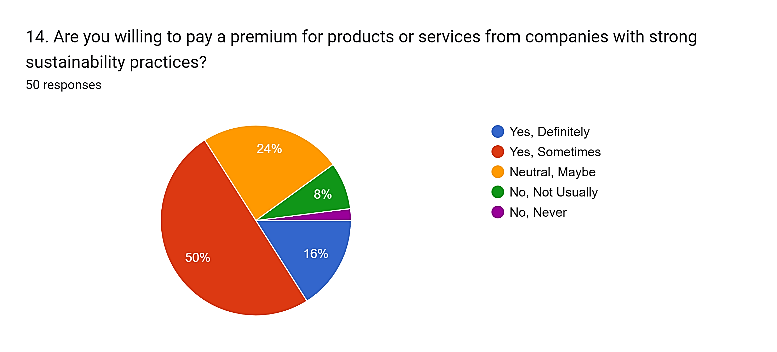 14. Are you willing to pay a premium for products or services from companies with strong
sustainability practices?
50 responses
24%
8%
50%
16%
Yes, Definitely
Yes, Sometimes
Neutral, Maybe
No, Not Usually
No, Never